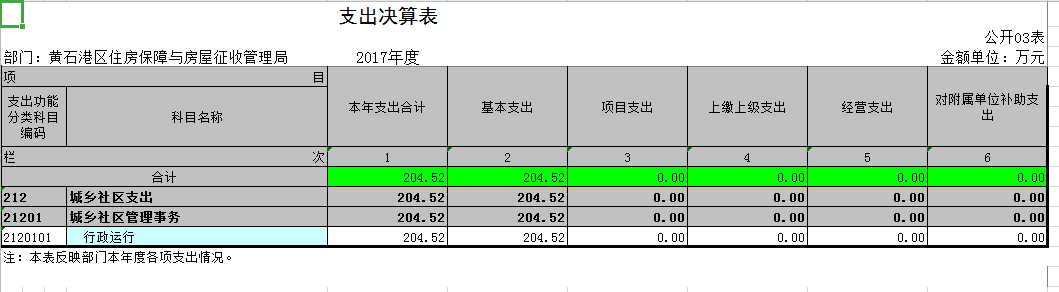 支出决算表
公开03表
部门：黄石港区住房保障与房屋征收管理局 2017年度 金额单位：万元
项 目 本年支出合计 基本支出 项目支出 上缴上级支出 经营支出 对附属单位补助支出
支出功能分类科目编码 科目名称
栏 次 1 2 3 4 5 6
合计 204.52 204.52 0.00 0.00 0.00 0.00
212 城乡社区支出 204.52 204.52 0.00 0.00 0.00 0.00
21201 城乡社区管理事务 204.52 204.52 0.00 0.00 0.00 0.00
2120101 行政运行 204.52 204.52 0.00 0.00 0.00 0.00
注：本表反映部门本年度各项支出情况。